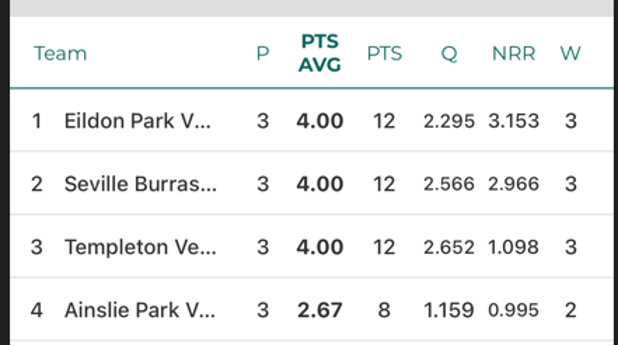 Team P PTS AVG PTS Q NRR W
1 Eildon Park V... 3 4.00 12 2.295 3.153 3
2 Seville Burras... 3 4.00 12 2.566 2.966 3
3 Templeton Ve... 3 4.00 12 2.652 1.098 3
4 Ainslie Park V... 3 2.67 8 1.159 0.995 2